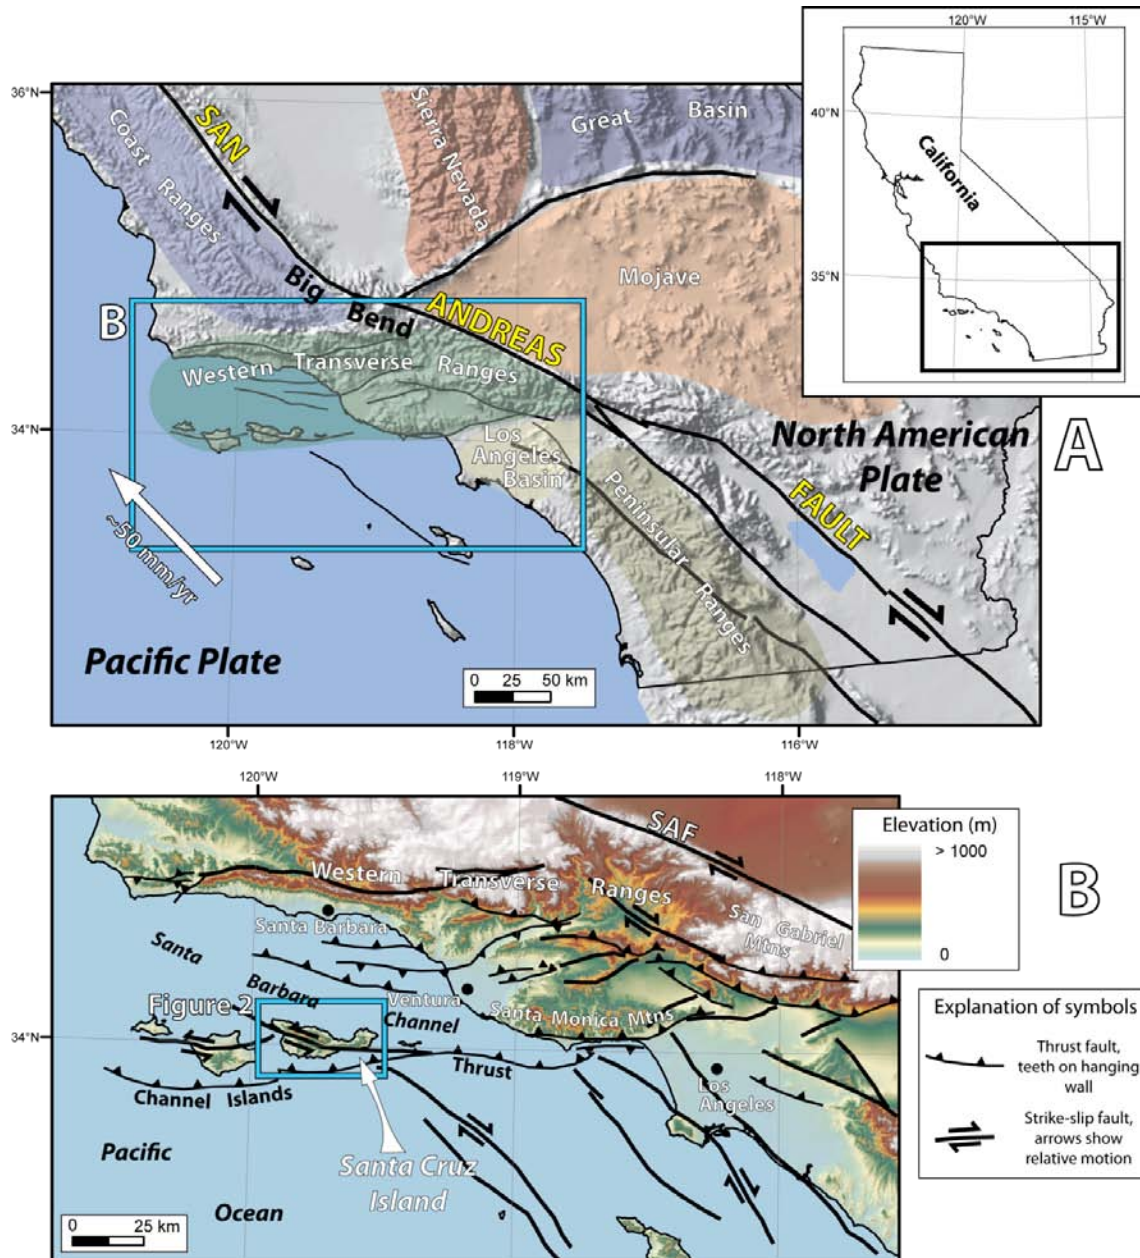 120°W
115°W
40°N
35°N
California
36°N
34°N
Coast
Ranges
SAN
Sierra Nevada
Great Basin
Mojave
Big
Bend
ANDREAS
B
Western Transverse Ranges
Los
Angeles
Basin
North American
Plate
A
FAULT
Peninsular Ranges
~50 mm/yr
Pacific Plate
0 25 50 km
120°W
118°W
116°W
120°W
119°W
118°W
SAF
Elevation (m)
> 1000
0
B
Western Transverse Ranges
San Gabriel
Mtns
Santa Barbara
Santa
Barbara
Channel
Figure 2
Ventura
Santa Monica Mtns
34°N
Thrust
Channel Islands
Los
Angeles
Explanation of symbols
Thrust fault,
teeth on hanging
wall
Strike-slip fault,
arrows show
relative motion
Pacific
Ocean
Santa Cruz
Island
0 25 km